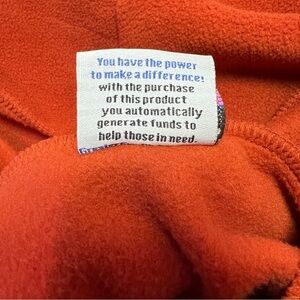 You have the power
to make a difference:
with the purchase
of this product
you automatically
generate funds to
help those in need.